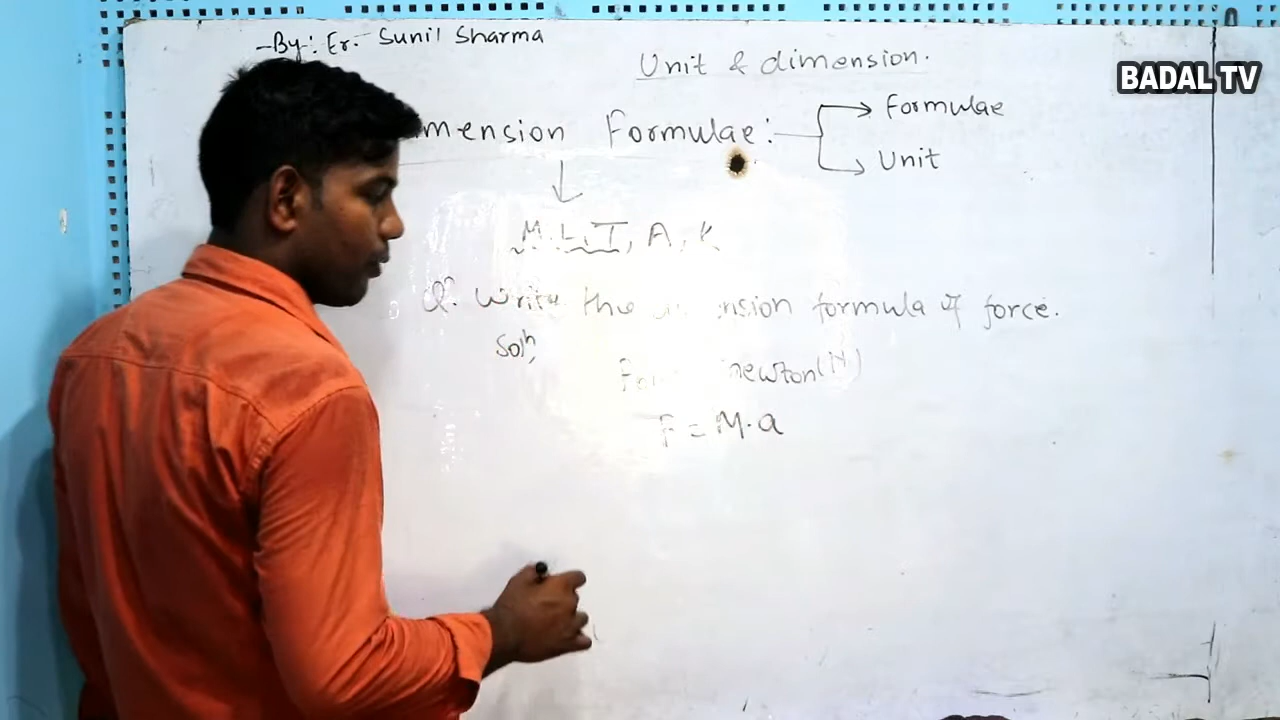 -By: Er. Sunil Sharma
Unit & dimension.
BADAL TV
mension Formulae: Formulae
Unit
M, L, T, A, K
Q. Write the nsion formula of force.
Soln,
newton(N)
F = M.a